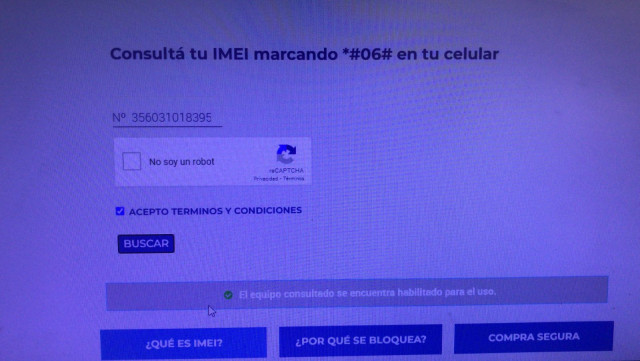 Consultá tu IMEI marcando *#06# en tu celular
Nº 356031018395
No soy un robot
reCAPTCHA
Privacidad - Términos
ACEPTO TERMINOS Y CONDICIONES
BUSCAR
El equipo consultado se encuentra habilitado para el uso.
¿QUÉ ES IMEI?
¿POR QUÉ SE BLOQUEA?
COMPRA SEGURA